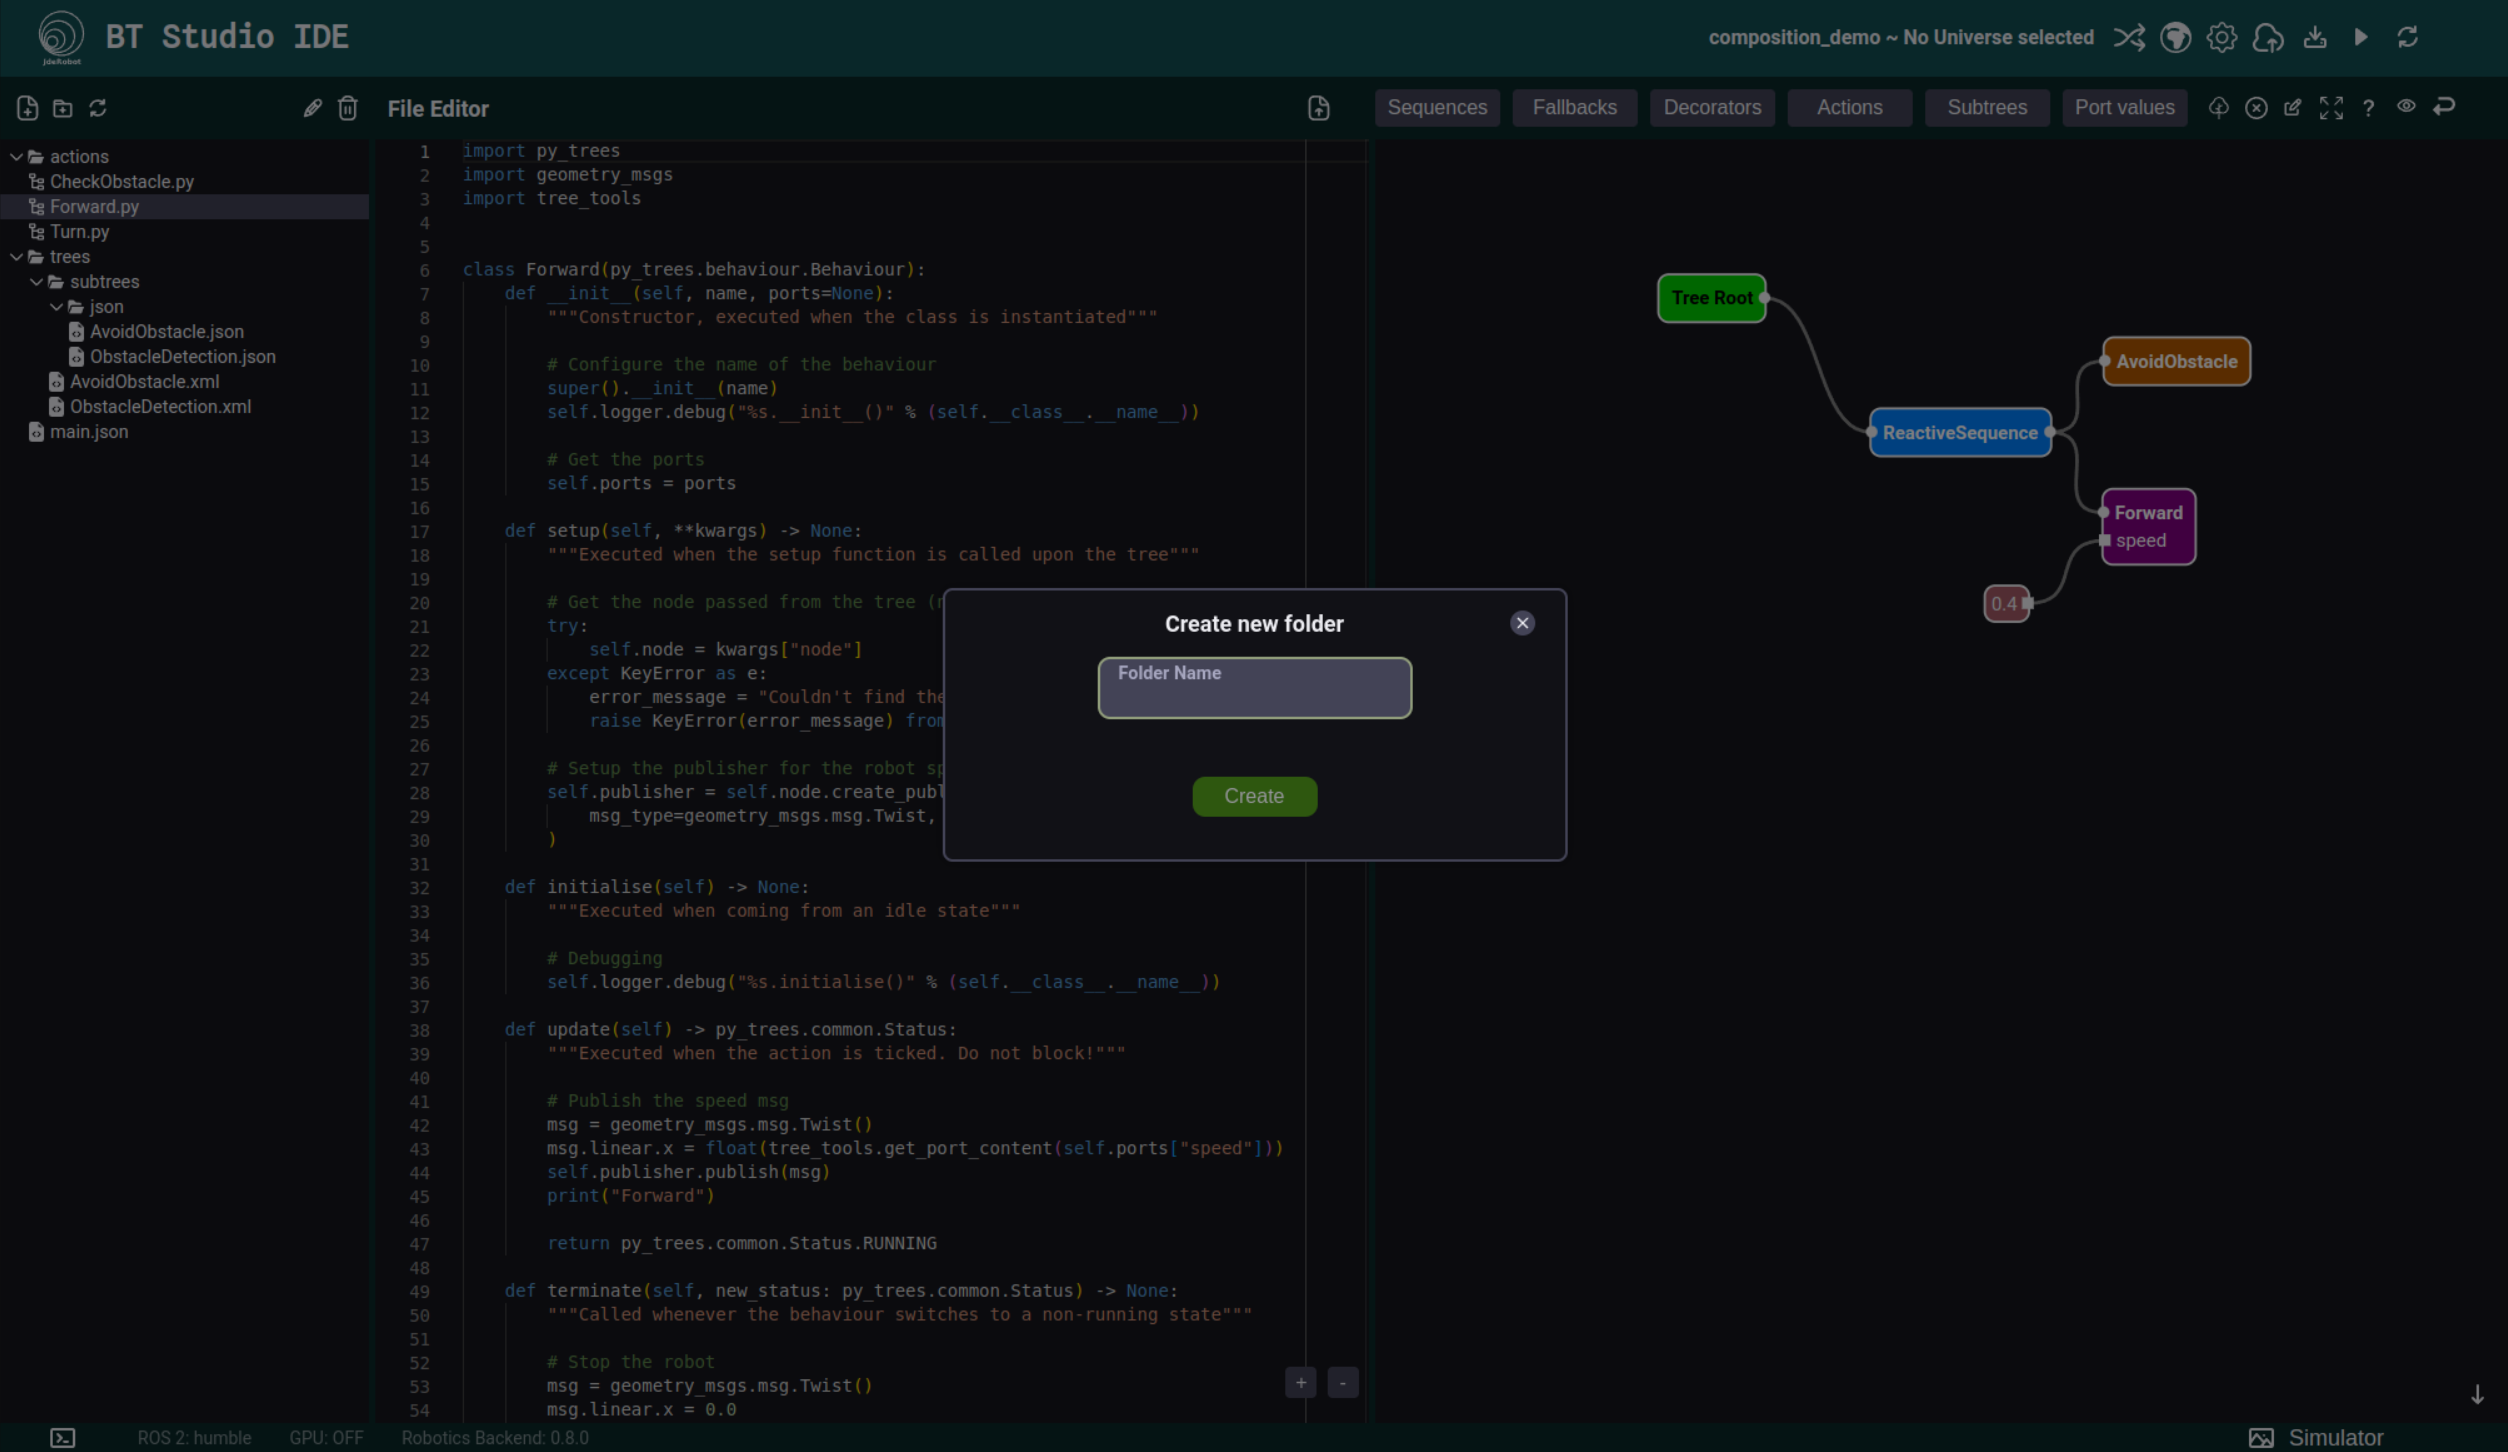 JdeRobot
BT Studio IDE
composition_demo ~ No Universe selected
File Editor
Sequences
Fallbacks
Decorators
Actions
Subtrees
Port values
?
actions
CheckObstacle.py
Forward.py
Turn.py
trees
subtrees
json
AvoidObstacle.json
ObstacleDetection.json
AvoidObstacle.xml
ObstacleDetection.xml
main.json
1 import py_trees
2 import geometry_msgs
3 import tree_tools
4
5
6 class Forward(py_trees.behaviour.Behaviour):
7 def __init__(self, name, ports=None):
8 """Constructor, executed when the class is instantiated"""
9
10 # Configure the name of the behaviour
11 super().__init__(name)
12 self.logger.debug("%s.__init__()" % (self.__class__.__name__))
13
14 # Get the ports
15 self.ports = ports
16
17 def setup(self, **kwargs) -> None:
18 """Executed when the setup function is called upon the tree"""
19
20 # Get the node passed from the tree (
21 try:
22 self.node = kwargs["node"]
23 except KeyError as e:
24 error_message = "Couldn't find the
25 raise KeyError(error_message) from
26
27 # Setup the publisher for the robot sp
28 self.publisher = self.node.create_publ
29 msg_type=geometry_msgs.msg.Twist,
30 )
31
32 def initialise(self) -> None:
33 """Executed when coming from an idle state"""
34
35 # Debugging
36 self.logger.debug("%s.initialise()" % (self.__class__.__name__))
37
38 def update(self) -> py_trees.common.Status:
39 """Executed when the action is ticked. Do not block!"""
40
41 # Publish the speed msg
42 msg = geometry_msgs.msg.Twist()
43 msg.linear.x = float(tree_tools.get_port_content(self.ports["speed"]))
44 self.publisher.publish(msg)
45 print("Forward")
46
47 return py_trees.common.Status.RUNNING
48
49 def terminate(self, new_status: py_trees.common.Status) -> None:
50 """Called whenever the behaviour switches to a non-running state"""
51
52 # Stop the robot
53 msg = geometry_msgs.msg.Twist()
54 msg.linear.x = 0.0
+ -
Create new folder
Folder Name
Create
Tree Root
AvoidObstacle
ReactiveSequence
Forward
speed
0.4
ROS 2: humble
GPU: OFF
Robotics Backend: 0.8.0
Simulator